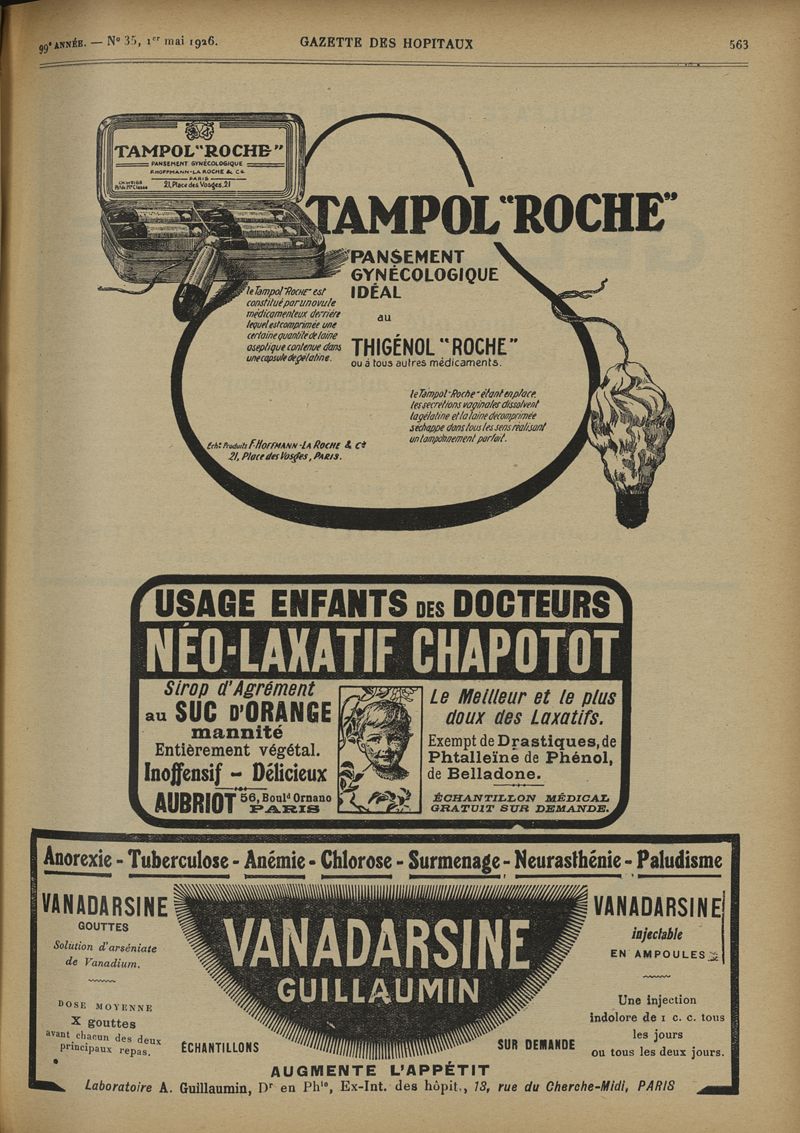 99e ANNÉE. — No 35, 1er mai 1926.
GAZETTE DES HOPITAUX
563
TAMPOL "ROCHE"
PANSEMENT GYNÉCOLOGIQUE
F. HOFFMANN-LA ROCHE & Co
PARIS
21, Place des Vosges, 21
TAMPOL "ROCHE"
PANSEMENT
GYNÉCOLOGIQUE
IDÉAL
au
THIGÉNOL "ROCHE"
ou à tous autres médicaments.
le Tampol "Roche" est
constitué par un ovule
médicamenteux derrière
lequel est comprimée une
certaine quantité de laine
aseptique contenue dans
une capsule de gélatine.
le Tampol "Roche" étant en place,
les secrétions vaginales dissolvent
la gélatine et la laine décomprimée
s'échappe dans tous les sens réalisant
un tamponnement parfait.
Echt Produits F. HOFFMANN-LA ROCHE & Co
21, Place des Vosges, PARIS.
USAGE ENFANTS DES DOCTEURS
NÉO-LAXATIF CHAPOTOT
Sirop d'Agrément
au SUC D'ORANGE
mannité
Entièrement végétal.
Inoffensif - Délicieux
AUBRIOT 56, Bould Ornano
PARIS
Le Meilleur et le plus
doux des Laxatifs.
Exempt de Drastiques, de
Phtalleïne de Phénol,
de Belladone.
ÉCHANTILLON MÉDICAL
GRATUIT SUR DEMANDE.
Anorexie - Tuberculose - Anémie - Chlorose - Surmenage - Neurasthénie - Paludisme
VANADARSINE
GOUTTES
Solution d'arséniate
de Vanadium.
DOSE MOYENNE
X gouttes
avant chacun des deux
principaux repas.
VANADARSINE
GUILLAUMIN
ÉCHANTILLONS
SUR DEMANDE
VANADARSINE
injectable
EN AMPOULES
Une injection
indolore de 1 c. c. tous
les jours
ou tous les deux jours.
AUGMENTE L'APPÉTIT
Laboratoire A. Guillaumin, Dr en Phie, Ex-Int. des hôpit., 13, rue du Cherche-Midi, PARIS